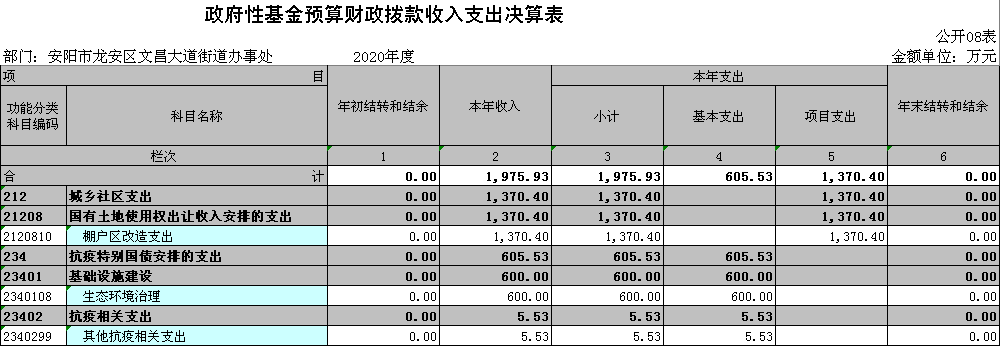 政府性基金预算财政拨款收入支出决算表
公开08表
部门：安阳市龙安区文昌大道街道办事处 2020年度 金额单位：万元
项 目 年初结转和结余 本年收入 本年支出 年末结转和结余
功能分类科目编码 科目名称 小计 基本支出 项目支出
栏次 1 2 3 4 5 6
合 计 0.00 1,975.93 1,975.93 605.53 1,370.40 0.00
212 城乡社区支出 0.00 1,370.40 1,370.40 1,370.40 0.00
21208 国有土地使用权出让收入安排的支出 0.00 1,370.40 1,370.40 1,370.40 0.00
2120810 棚户区改造支出 0.00 1,370.40 1,370.40 1,370.40 0.00
234 抗疫特别国债安排的支出 0.00 605.53 605.53 605.53 0.00
23401 基础设施建设 0.00 600.00 600.00 600.00 0.00
2340108 生态环境治理 0.00 600.00 600.00 600.00 0.00
23402 抗疫相关支出 0.00 5.53 5.53 5.53 0.00
2340299 其他抗疫相关支出 0.00 5.53 5.53 5.53 0.00